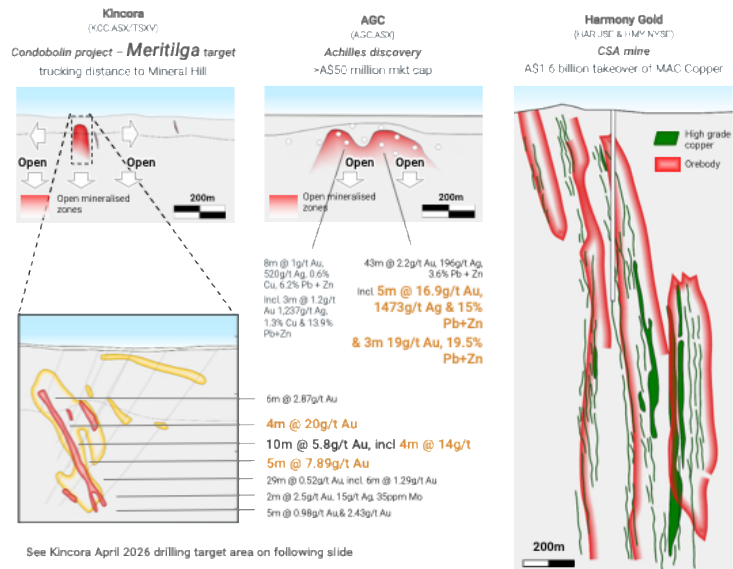 Kincora
(KCC.ASX/TSXV)
Condobolin project – Meritilga target
trucking distance to Mineral Hill
Open
Open
Open mineralised
zones
200m
AGC
(AGC.ASX)
Achilles discovery
>A$50 million mkt cap
Open
Open
Open mineralised
zones
200m
8m @ 1g/t Au,
520g/t Ag, 0.6%
Cu, 6.2% Pb + Zn
Incl 3m @ 1.2g/t
Au 1,237g/t Ag,
1.3% Cu & 13.9%
Pb+Zn
43m @ 2.2g/t Au, 196g/t Ag,
3.6% Pb + Zn
Incl 5m @ 16.9g/t Au,
1473g/t Ag & 15%
Pb+Zn
& 3m 19g/t Au, 19.5%
Pb+Zn
6m @ 2.87g/t Au
4m @ 20g/t Au
10m @ 5.8g/t Au, incl 4m @ 14g/t
5m @ 7.89g/t Au
29m @ 0.52g/t Au, incl. 6m @ 1.29g/t Au
2m @ 2.5g/t Au, 15g/t Ag, 35ppm Mo
5m @ 0.98g/t Au,& 2.43g/t Au
See Kincora April 2026 drilling target area on following slide
Harmony Gold
(HAR.JSE & HMY.NYSE)
CSA mine
A$1.6 billion takeover of MAC Copper
High grade
copper
Orebody
200m